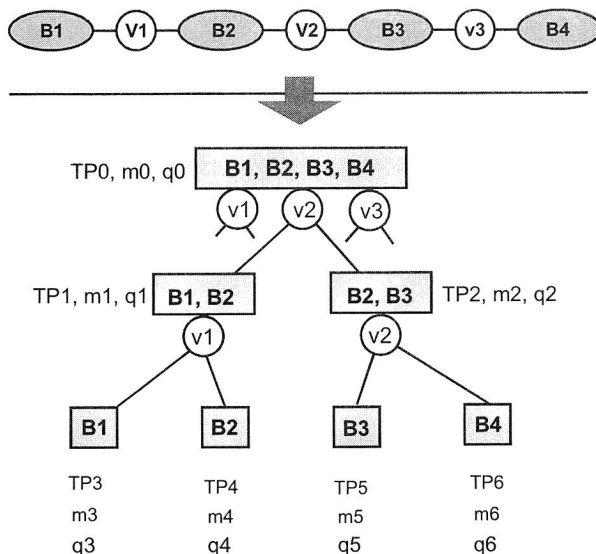 B1 V1 B2 V2 B3 v3 B4
TP0, m0, q0 B1, B2, B3, B4
v1 v2 v3
TP1, m1, q1 B1, B2 B2, B3 TP2, m2, q2
v1 v2
B1 B2 B3 B4
TP3 TP4 TP5 TP6
m3 m4 m5 m6
q3 q4 q5 q6